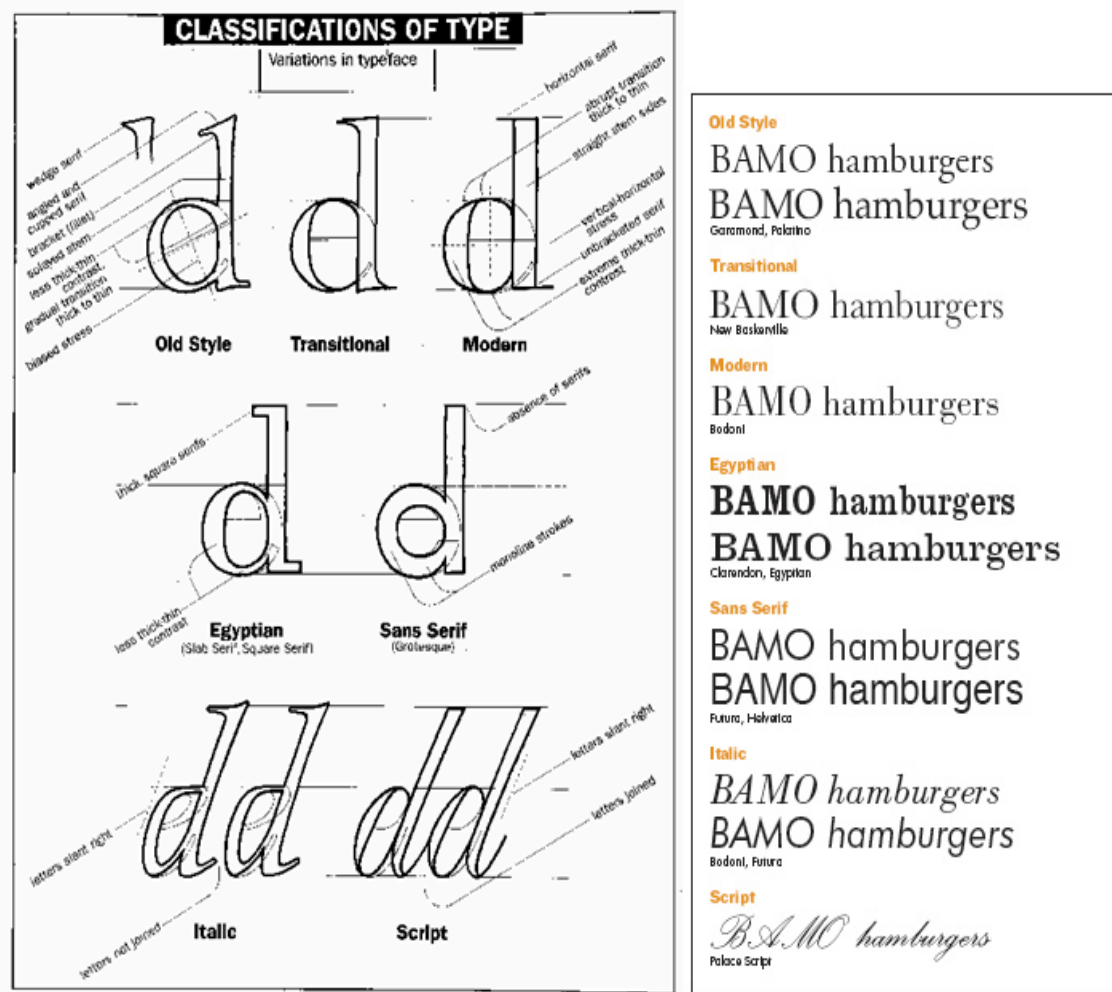 CLASSIFICATIONS OF TYPE
Variations in typeface
wedge serif
angled and
cupped serif
bracket (fillet)
splayed stem
less thick-thin
contrast,
gradual transition
thick to thin
biased stress
horizontal serif
abrupt transition
thick to thin
straight stem sides
vertical-horizontal
stress
unbracketed serif
extreme thick-thin
contrast
d d d
Old Style Transitional Modern
thick, square serifs
less thick-thin
contrast
absence of serifs
monoline strokes
d d
Egyptian Sans Serif
(Slab Serif, Square Serif) (Grotesque)
letters slant right
letters not joined
letters slant right
letters joined
dd dd
Italic Script
Old Style
BAMO hamburgers
BAMO hamburgers
Garamond, Palatino
Transitional
BAMO hamburgers
New Baskerville
Modern
BAMO hamburgers
Bodoni
Egyptian
BAMO hamburgers
BAMO hamburgers
Clarendon, Egyptian
Sans Serif
BAMO hamburgers
BAMO hamburgers
Futura, Helvetica
Italic
BAMO hamburgers
BAMO hamburgers
Bodoni, Futura
Script
BAMO hamburgers
Palace Script